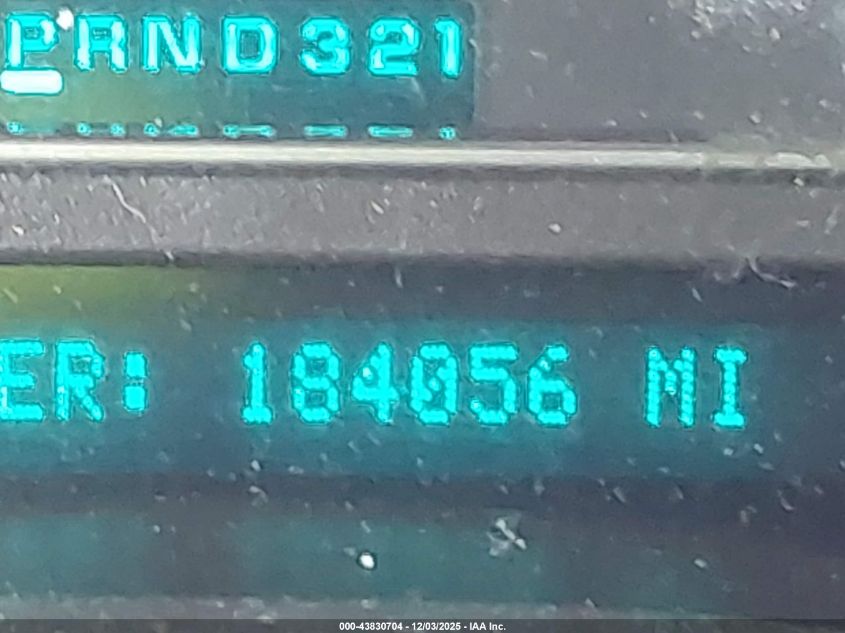 PRND321
ER: 184056 MI
000-43830704 - 12/03/2025 - IAA Inc.